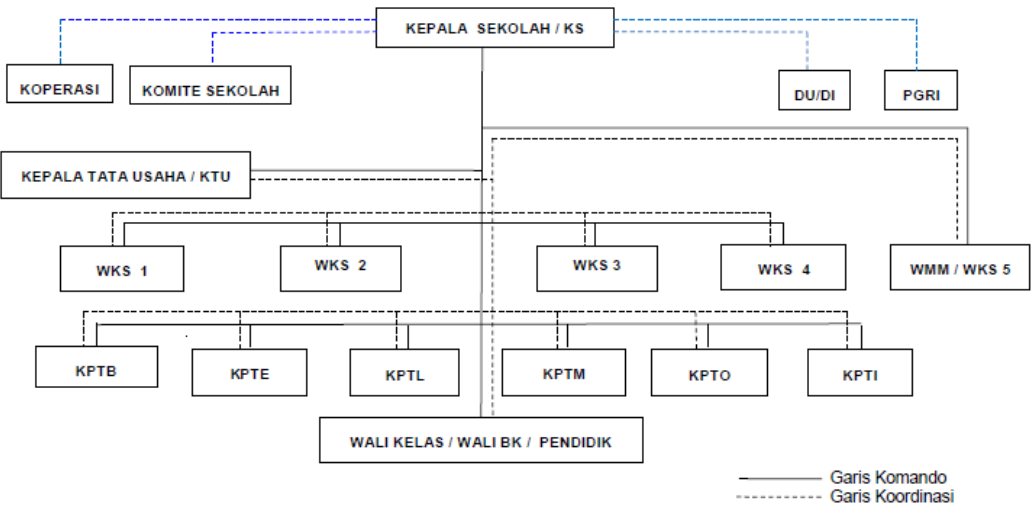 KEPALA SEKOLAH / KS
KOPERASI
KOMITE SEKOLAH
DU/DI
PGRI
KEPALA TATA USAHA / KTU
WKS 1
WKS 2
WKS 3
WKS 4
WMM / WKS 5
KPTB
KPTE
KPTL
KPTM
KPTO
KPTI
WALI KELAS / WALI BK / PENDIDIK
Garis Komando
Garis Koordinasi